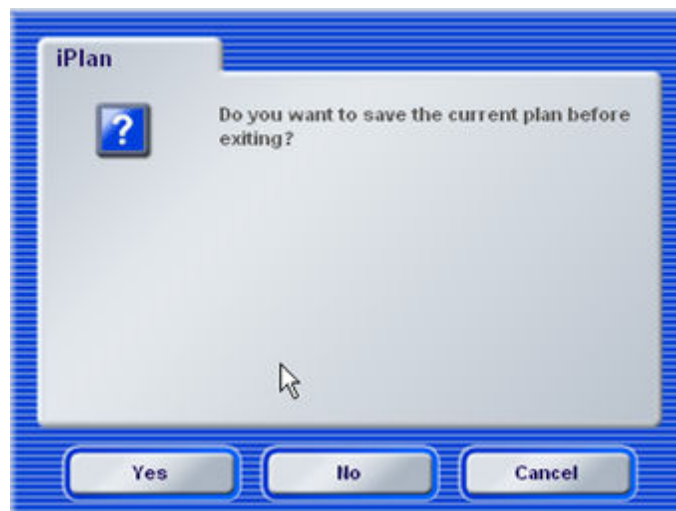 iPlan
?
Do you want to save the current plan before
exiting?
Yes
No
Cancel